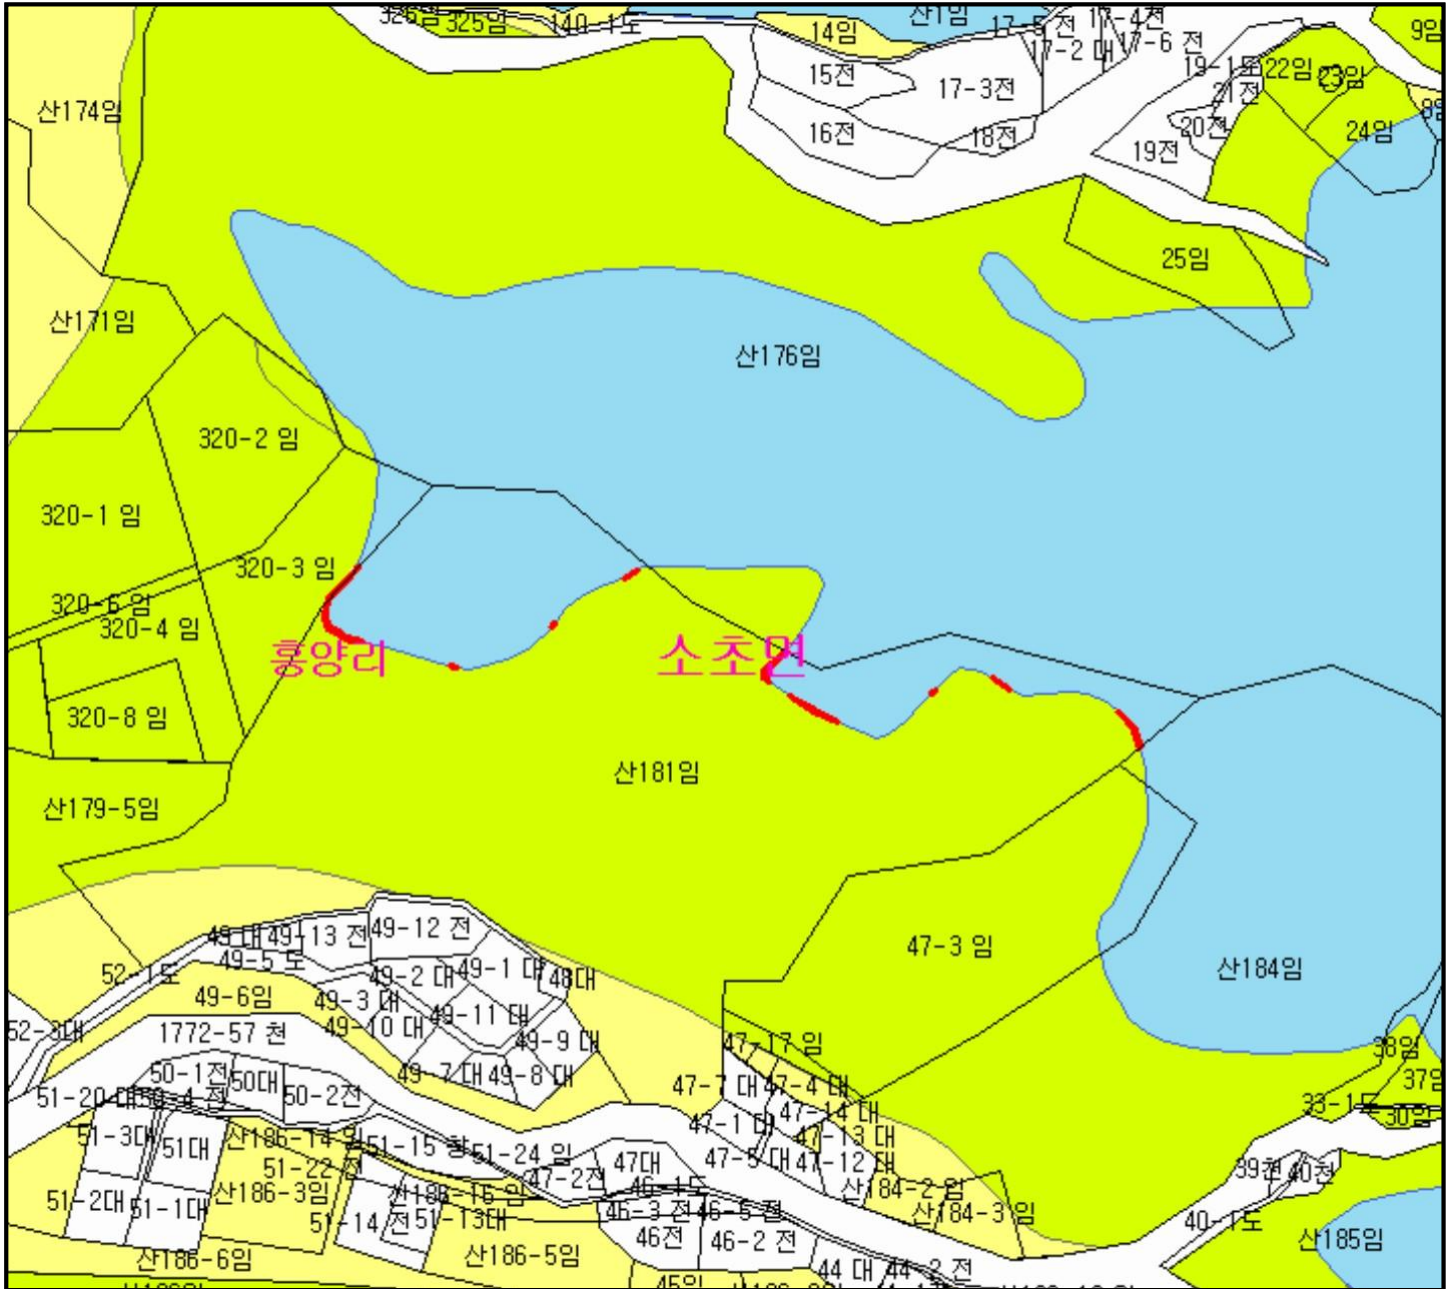 326임
325임
140-1도
14임
산1임
17-5 전
17-4전
17-2 대
17-6 전
9임
15전
17-3전
19-1도
22임
23임
21전
산174임
16전
18전
20전
19전
24임
25임
산171임
산176임
320-2 임
320-1 임
320-3 임
320-6 임
320-4 임
흥양리
소초면
320-8 임
산181임
산179-5임
47-3 임
산184임
49대
49-13 전
49-12 전
49-5 도
52-1도
49-2 대
49-1 대
48대
49-6임
49-3 대
49-11 대
52-3대
1772-57 천
49-10 대
49-9 대
47-17 임
38임
50-1전
50대
49-7 대
49-8 대
47-7 대
47-4 대
37임
51-20대
50-4 전
50-2전
47-14 대
33-1도
30임
51-3대
51대
산186-14 임
51-15 황
51-24 임
47-1 대
47-13 대
51-22 전
47-2전
47대
47-5 대
47-12 대
39천
40천
51-2대
51-1대
산186-3임
산186-16 임
46-1도
산184-2 임
51-14 전
51-13대
46-3 전
46-5 전
산184-3 임
40-1도
산186-6임
산186-5임
46전
46-2 전
산185임
45임
44 대
44-2 전